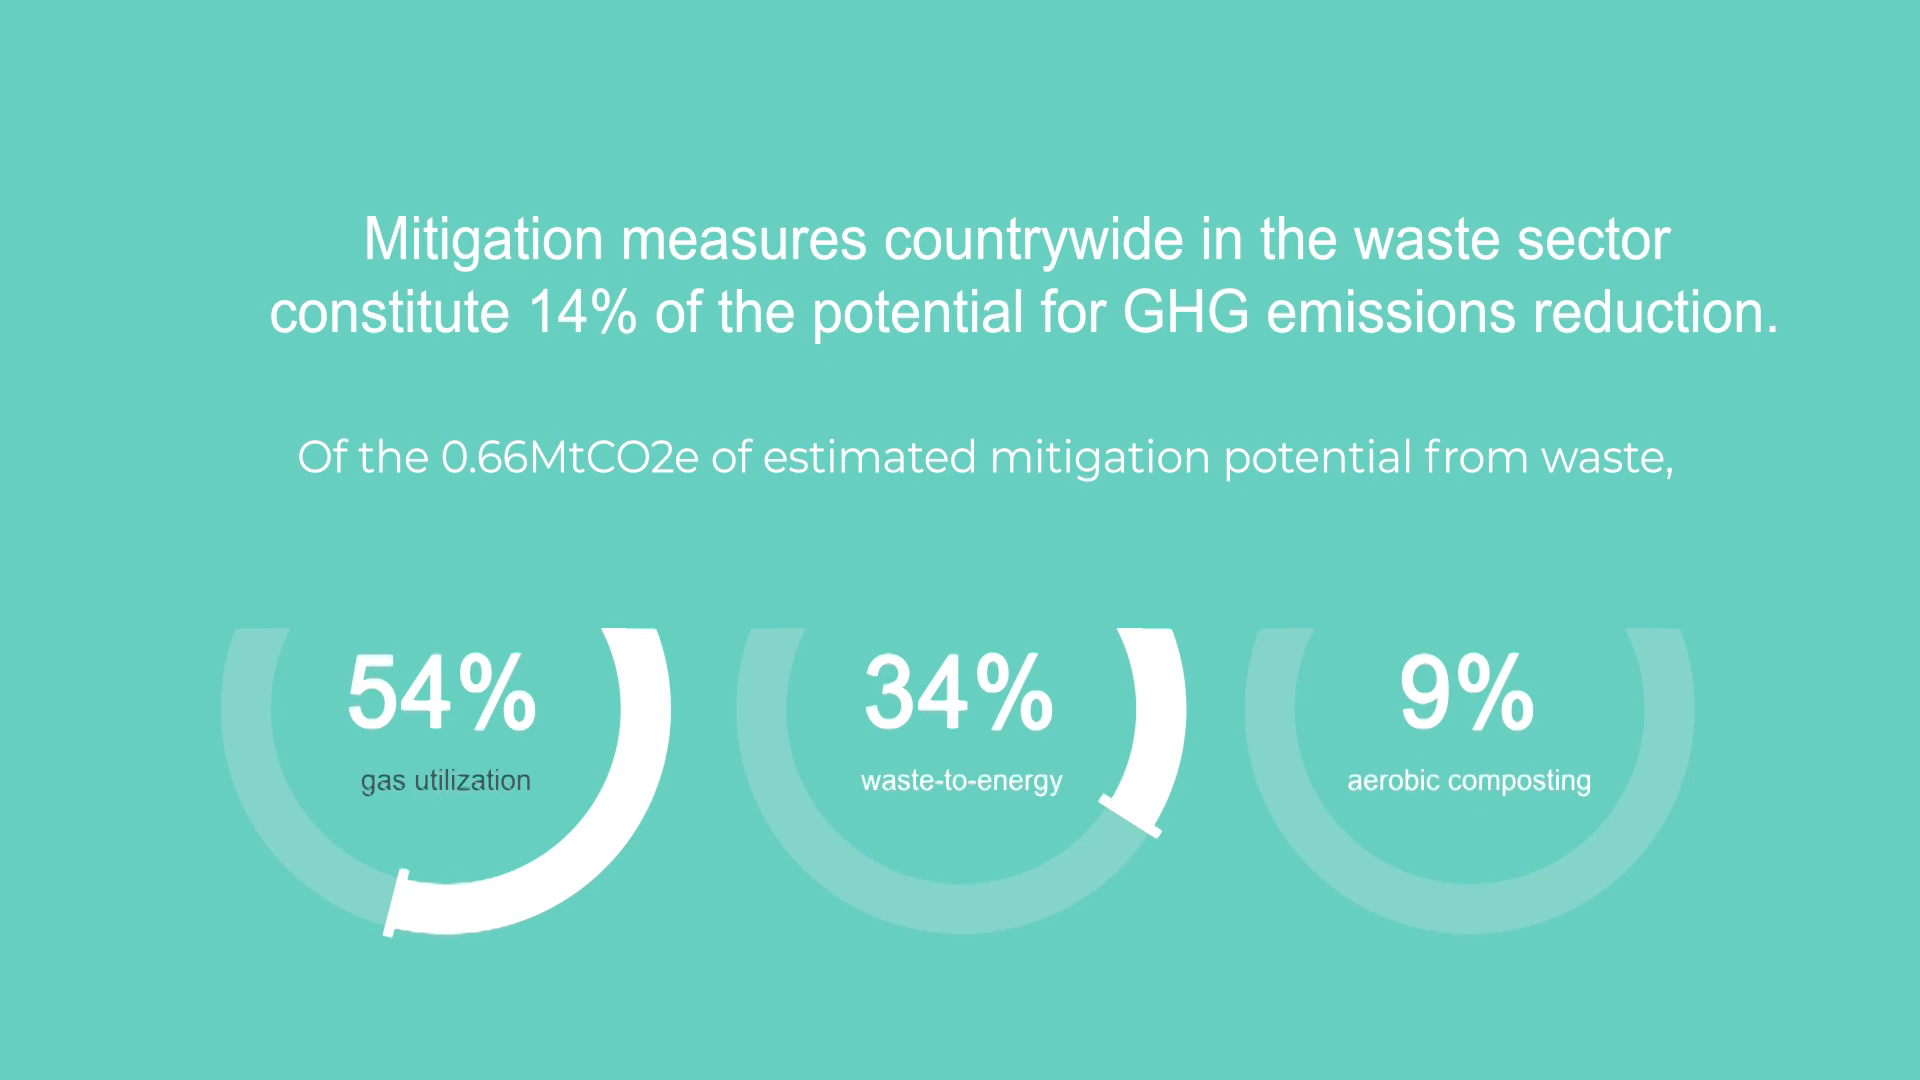 Mitigation measures countrywide in the waste sector
constitute 14% of the potential for GHG emissions reduction.
Of the 0.66MtCO2e of estimated mitigation potential from waste,
54%
gas utilization
34%
waste-to-energy
9%
aerobic composting